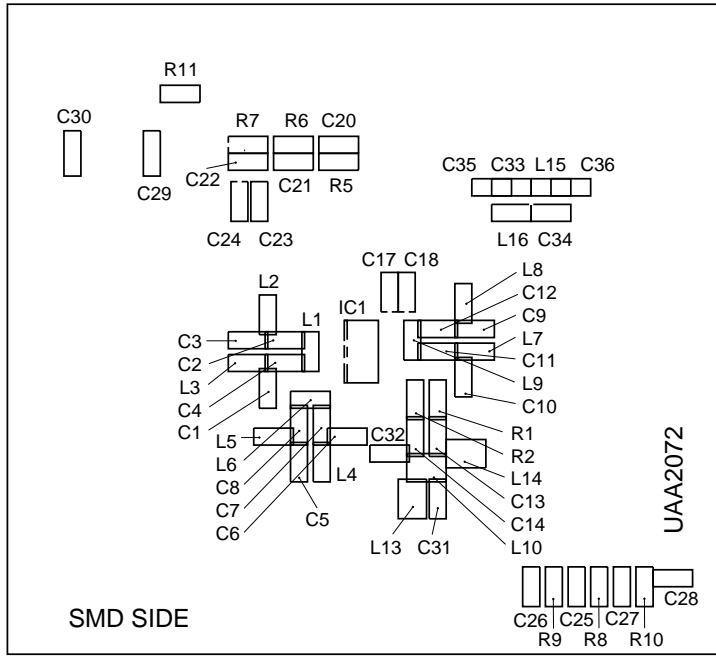 R11
C30
R7 R6 C20
C35 C33 L15 C36
C22 C21 R5
C29
C24 C23
L16 C34
C17 C18
L8
L2
C12
IC1
L1
C9
C3
L7
C2
C11
L3
L9
C4
C10
C1
R1
L5
C32
R2
L6
L4
L14
C8
C13
C7
C5
C14
C6
L13 C31 L10
UAA2072
C28
SMD SIDE
C26 C25 C27
R9 R8 R10